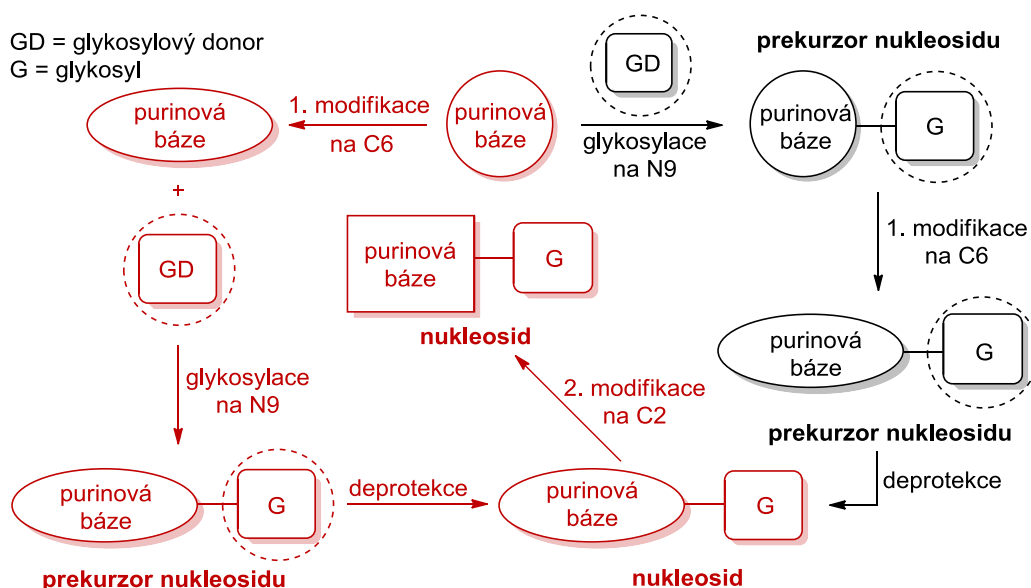 GD = glykosylový donor
G = glykosyl
purinová
báze
1. modifikace
na C6
purinová
báze
GD
glykosylace
na N9
prekurzor nukleosidu
purinová
báze
G
+
GD
purinová
báze
G
nukleosid
1. modifikace
na C6
purinová
báze
G
prekurzor nukleosidu
glykosylace
na N9
2. modifikace
na C2
deprotekce
purinová
báze
G
prekurzor nukleosidu
deprotekce
purinová
báze
G
nukleosid